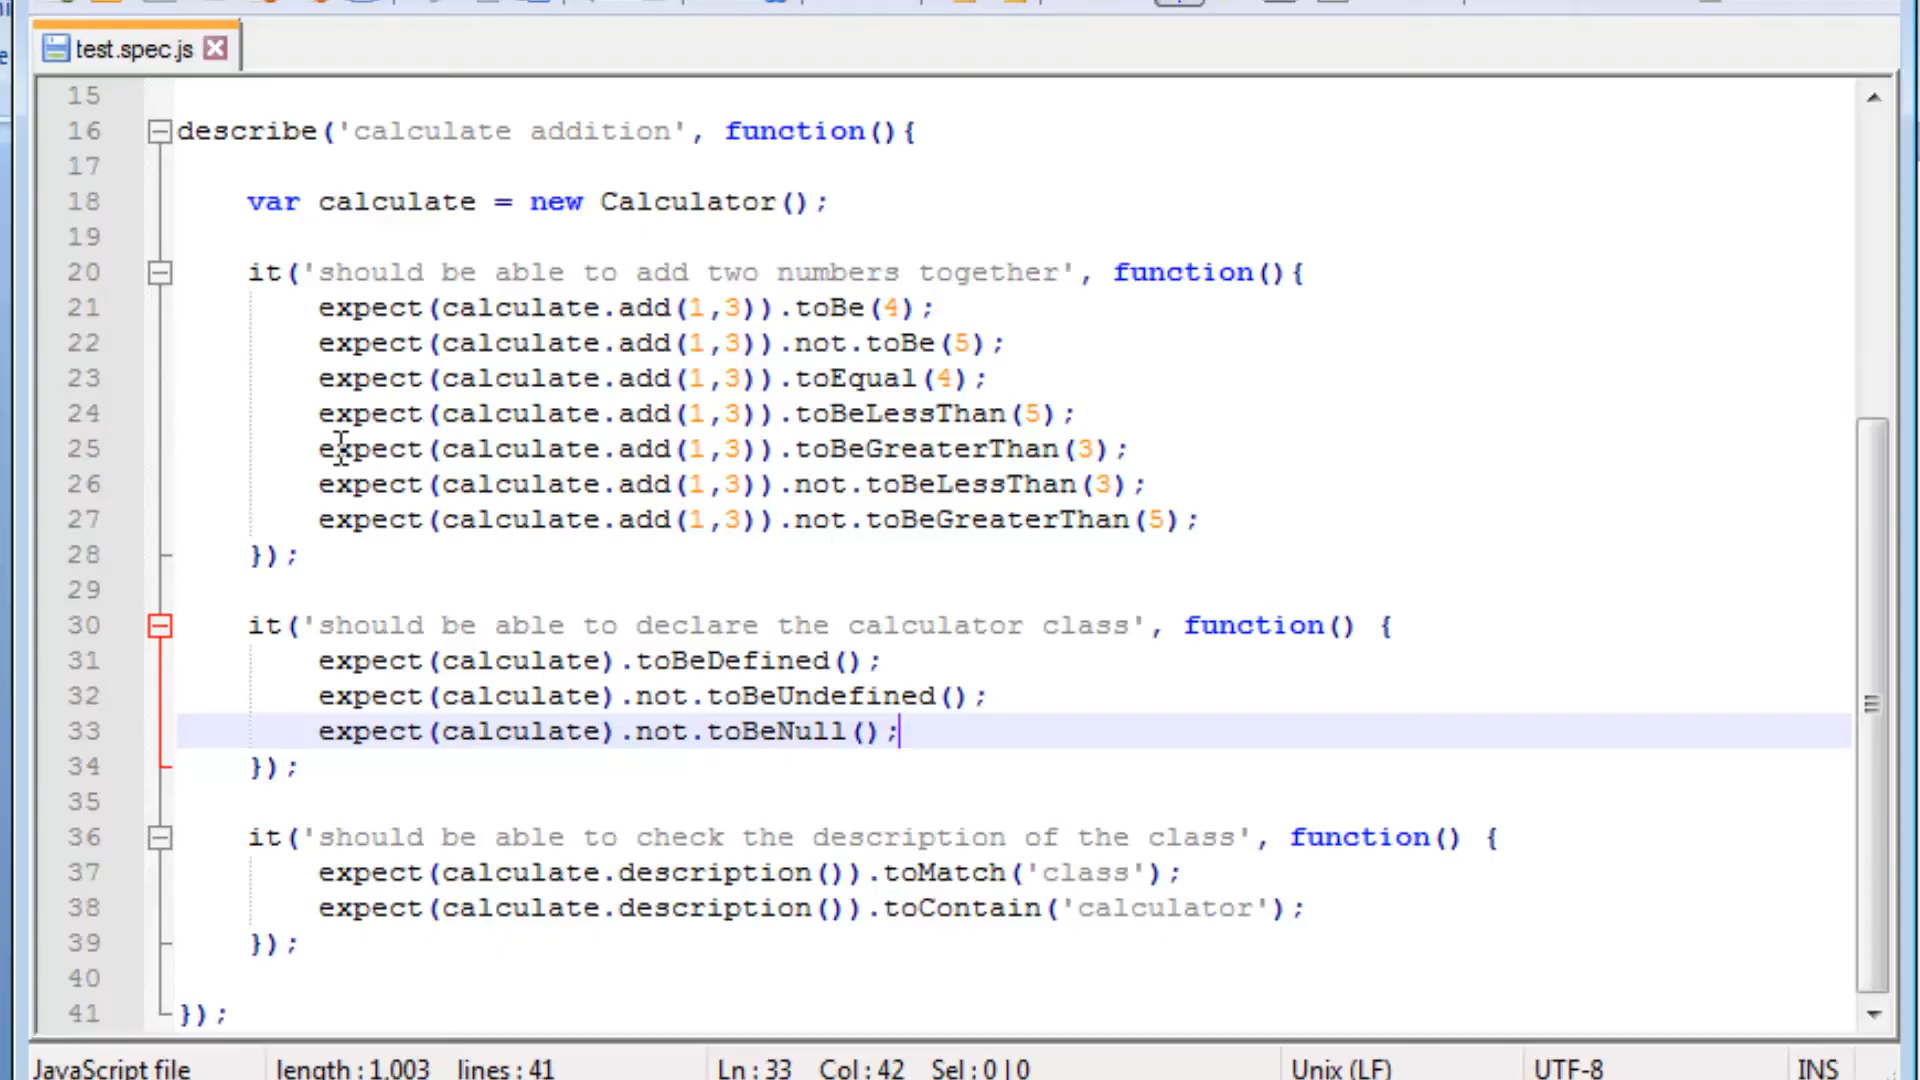 test.spec.js
15
16 describe('calculate addition', function(){
17
18 var calculate = new Calculator();
19
20 it('should be able to add two numbers together', function(){
21 expect(calculate.add(1,3)).toBe(4);
22 expect(calculate.add(1,3)).not.toBe(5);
23 expect(calculate.add(1,3)).toEqual(4);
24 expect(calculate.add(1,3)).toBeLessThan(5);
25 expect(calculate.add(1,3)).toBeGreaterThan(3);
26 expect(calculate.add(1,3)).not.toBeLessThan(3);
27 expect(calculate.add(1,3)).not.toBeGreaterThan(5);
28 });
29
30 it('should be able to declare the calculator class', function() {
31 expect(calculate).toBeDefined();
32 expect(calculate).not.toBeUndefined();
33 expect(calculate).not.toBeNull();
34 });
35
36 it('should be able to check the description of the class', function() {
37 expect(calculate.description()).toMatch('class');
38 expect(calculate.description()).toContain('calculator');
39 });
40
41 });
JavaScript file length : 1,003 lines : 41 Ln : 33 Col : 42 Sel : 0 | 0 Unix (LF) UTF-8 INS